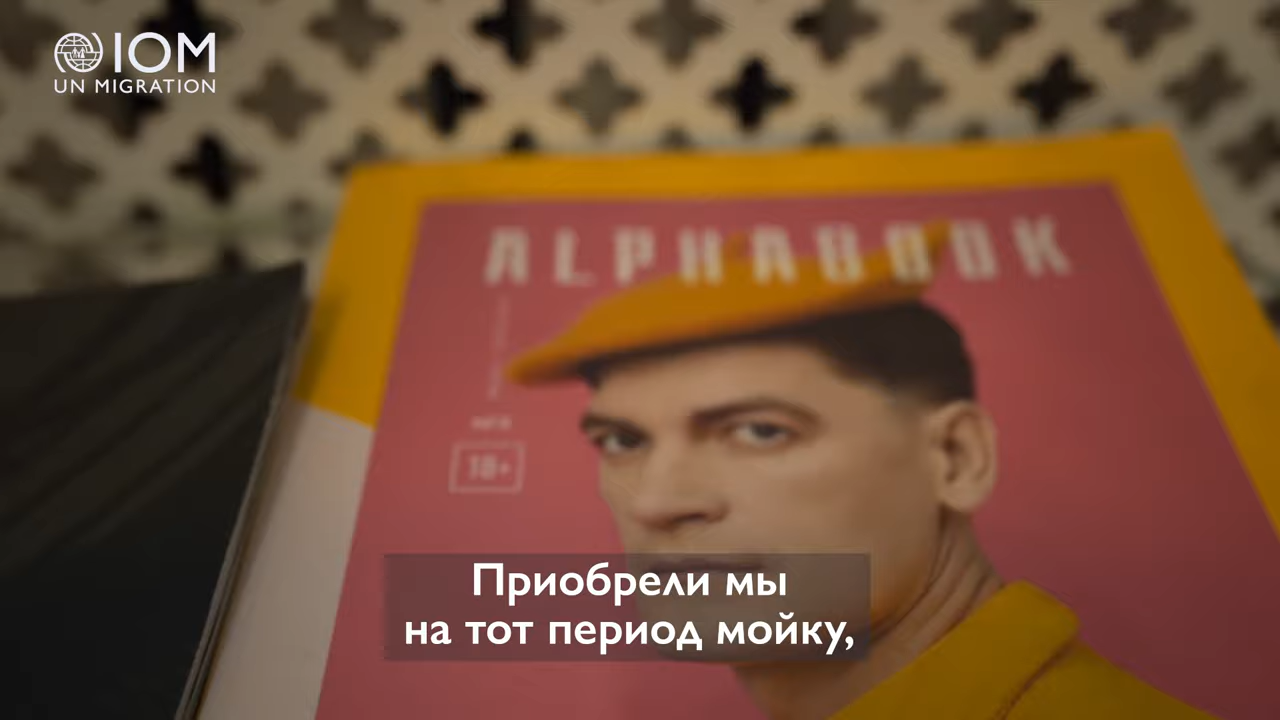 IOM
UN MIGRATION
ALPHABOOK
18+
Приобрели мы
на тот период мойку,